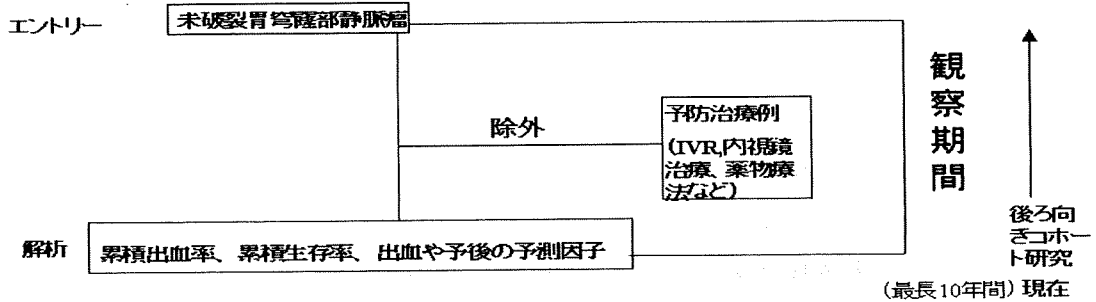 エントリー
未破裂胃穹窿部静脈瘤
除外
予防治療例
(IVR,内視鏡
治療、薬物療
法など)
観察期間
解析
累積出血率、累積生存率、出血や予後の予測因子
後ろ向
きコホー
ト研究
(最長10年間) 現在